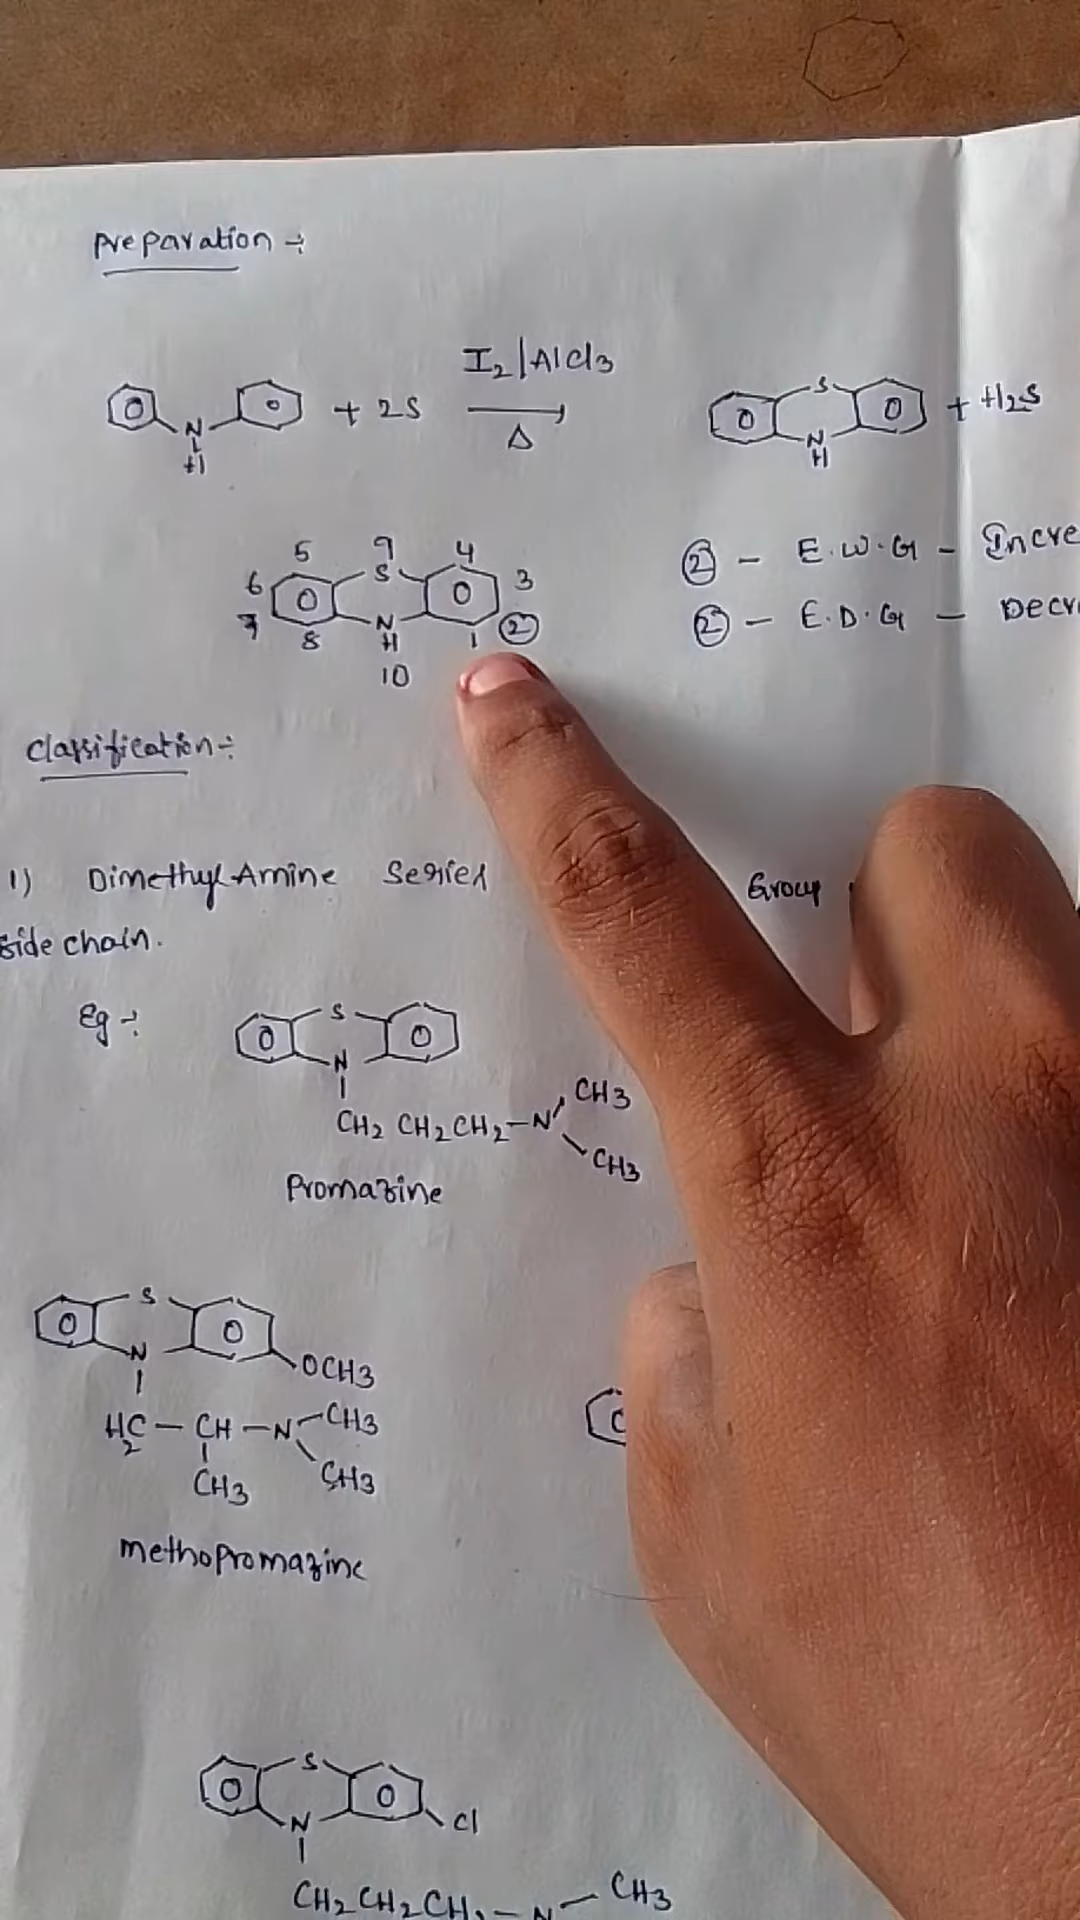 Preparation :-
I2/AlCl3
N H + 2S → Δ S N H + H2S
5 9 4
6 S 3
7 N 2
8 H 1
10
② - E.W.G -
② - E.D.G -
Classification:-
1) Dimethyl Amine Series Group
side chain.
Eg :-
S
N
CH2 CH2 CH2-N CH3
CH3
Promazine
S
N OCH3
H2C - CH - N CH3
CH3 CH3
methopromazine
S
N Cl
CH2 CH2 CH2 - N - CH3